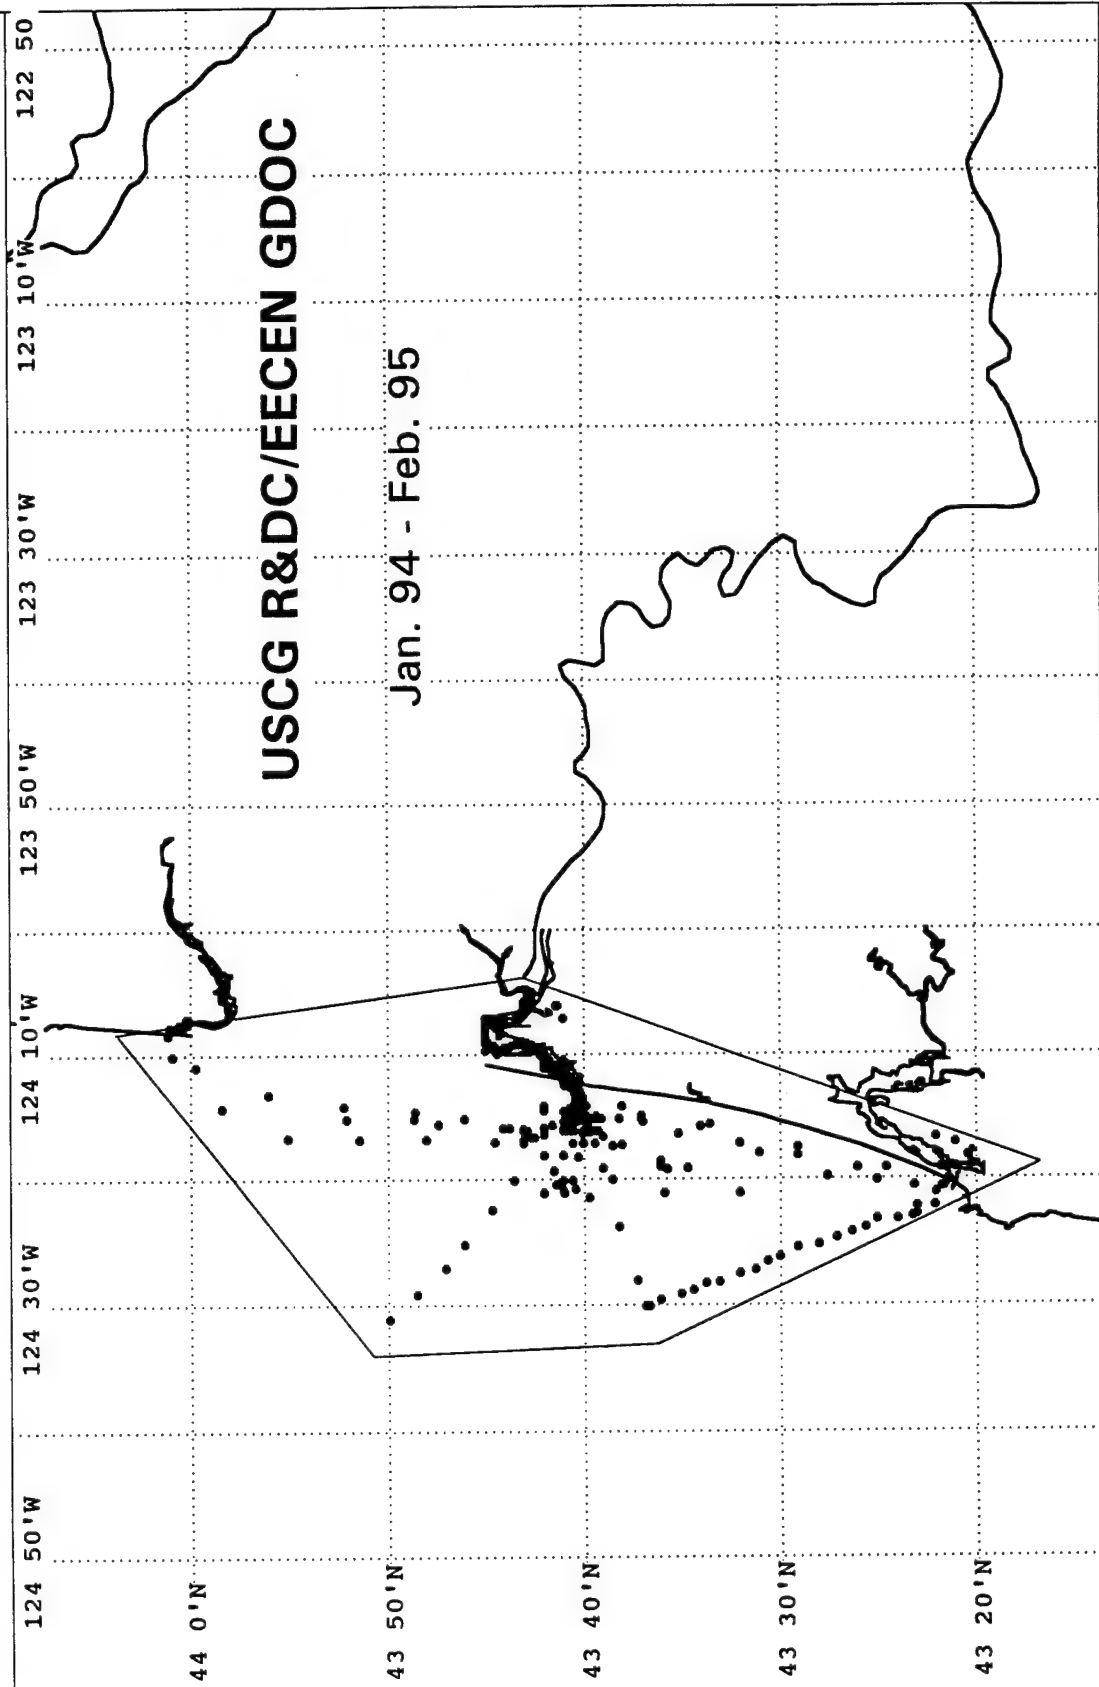 USCG R&DC/EECEN GDOC
Jan. 94 - Feb. 95
124 50'W
124 30'W
124 10'W
123 50'W
123 30'W
123 10'W
122 50
44 0'N
43 50'N
43 40'N
43 30'N
43 20'N